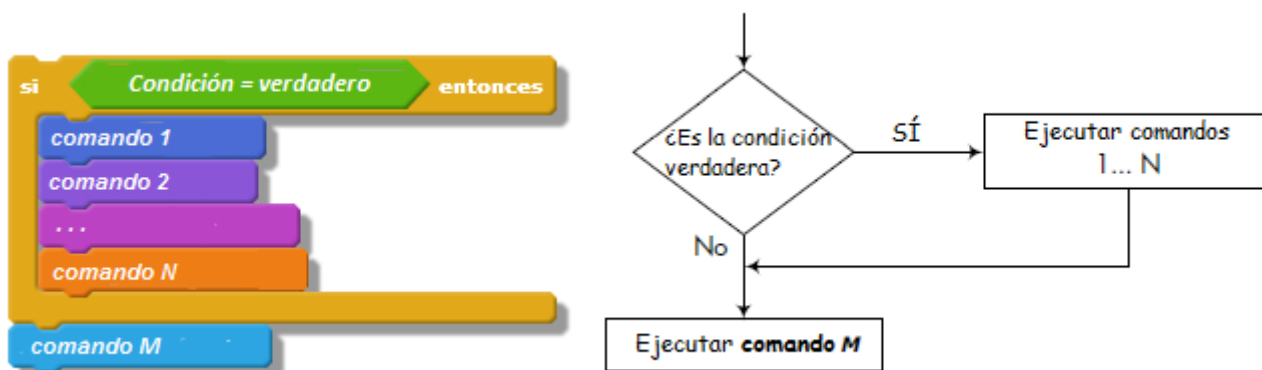 si Condición = verdadero entonces
comando 1
comando 2
...
comando N
comando M
¿Es la condición
verdadera?
SÍ
Ejecutar comandos
1... N
No
Ejecutar comando M